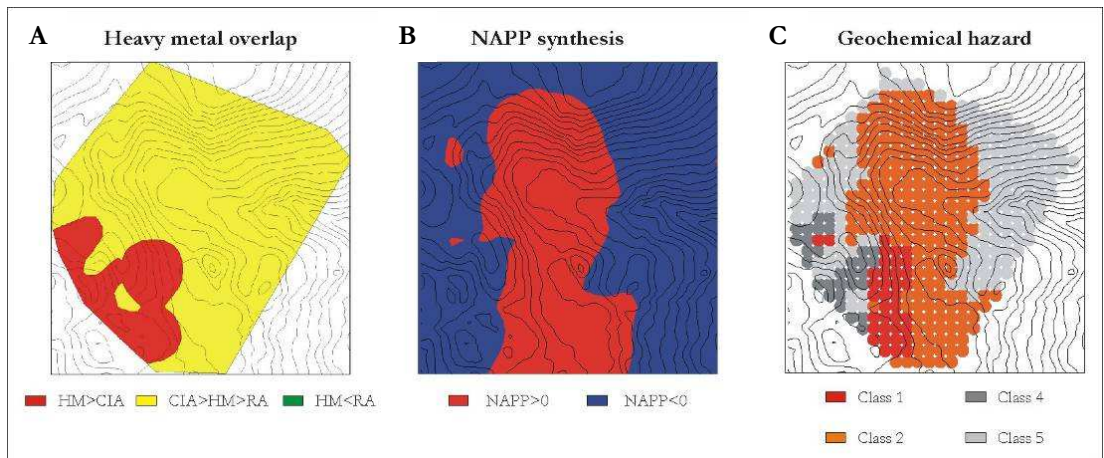 A Heavy metal overlap
B NAPP synthesis
C Geochemical hazard
HM>CIA CIA>HM>RA HM<RA
NAPP>0 NAPP<0
Class 1 Class 4
Class 2 Class 5